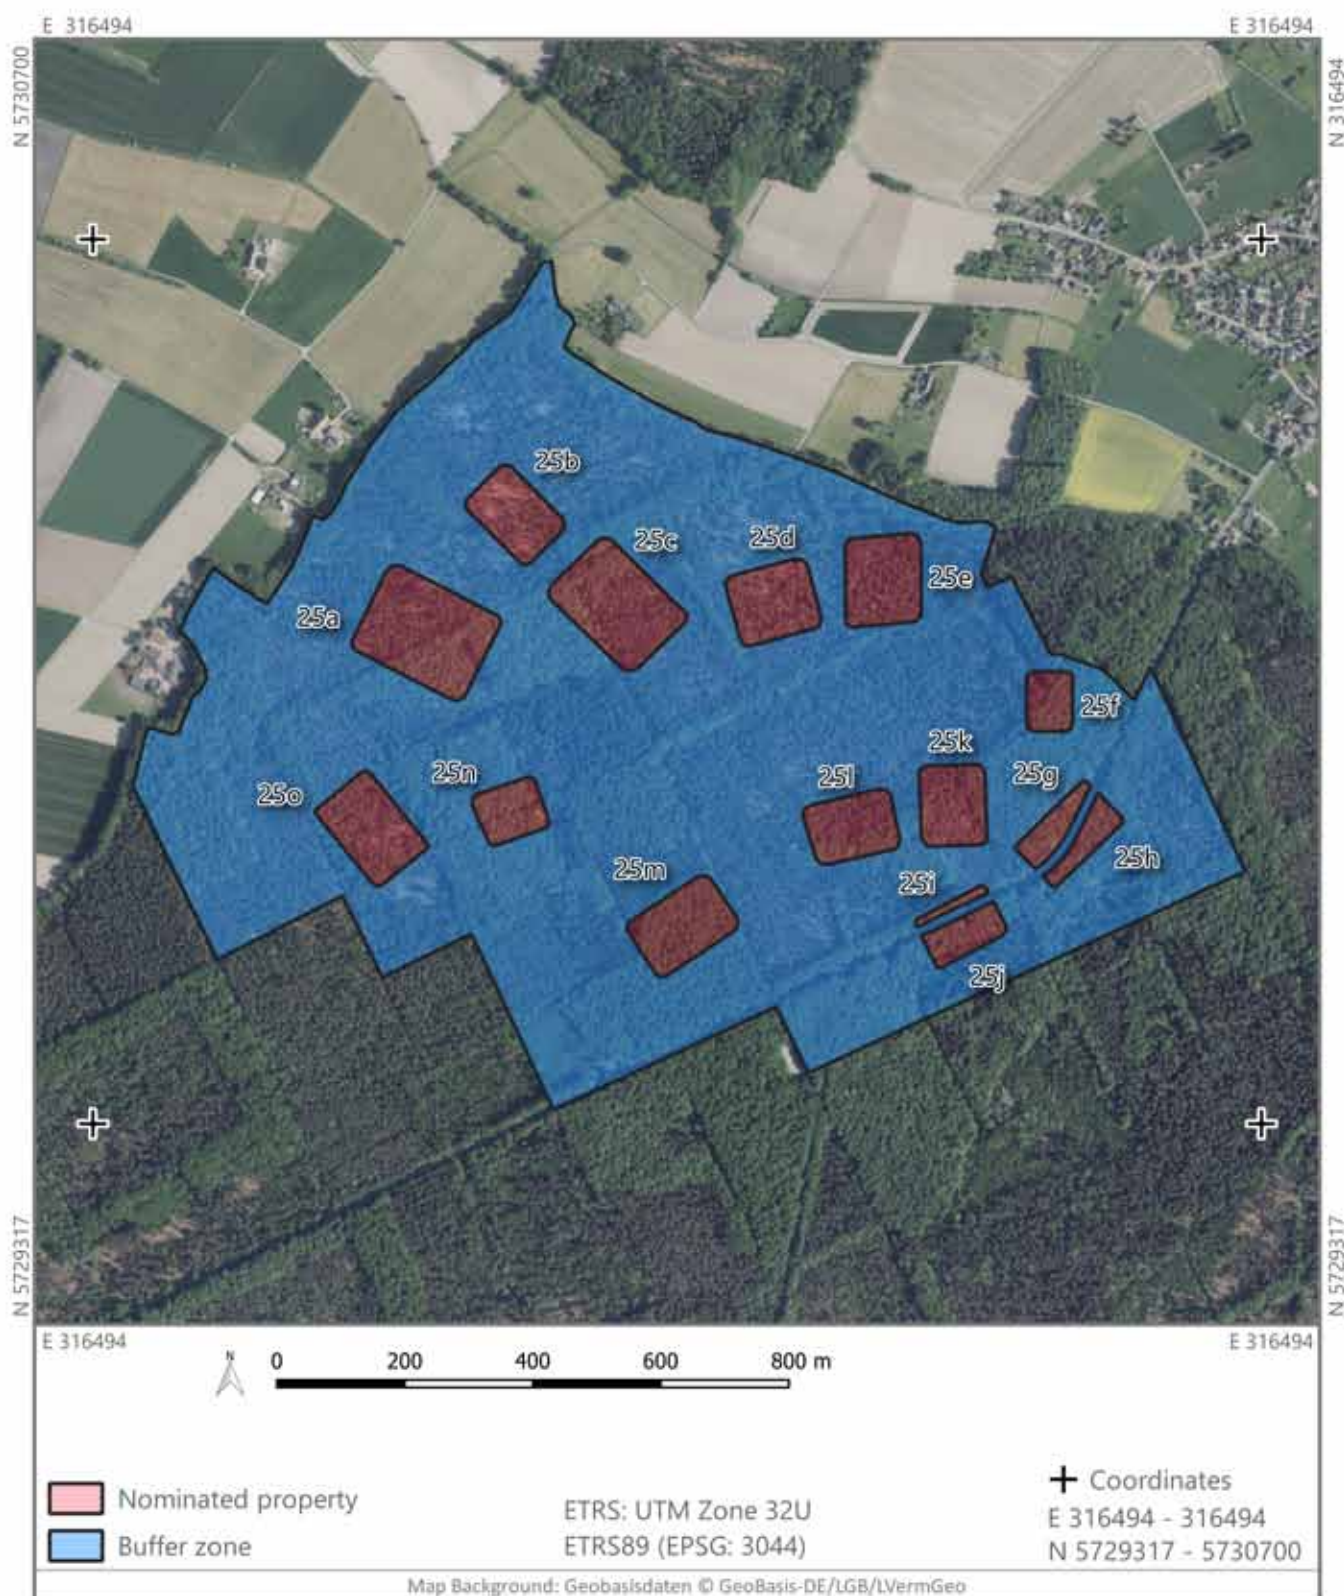 E 316494
E 316494
N 5730700
N 316494
25b
25c
25d
25e
25a
25f
25k
25g
25n
25l
25o
25h
25m
25i
25j
N 5729317
N 5729317
E 316494
E 316494
N
0 200 400 600 800 m
Nominated property
Buffer zone
ETRS: UTM Zone 32U
ETRS89 (EPSG: 3044)
Coordinates
E 316494 - 316494
N 5729317 - 5730700
Map Background: Geobasisdaten © GeoBasis-DE/LGB/LVermGeo